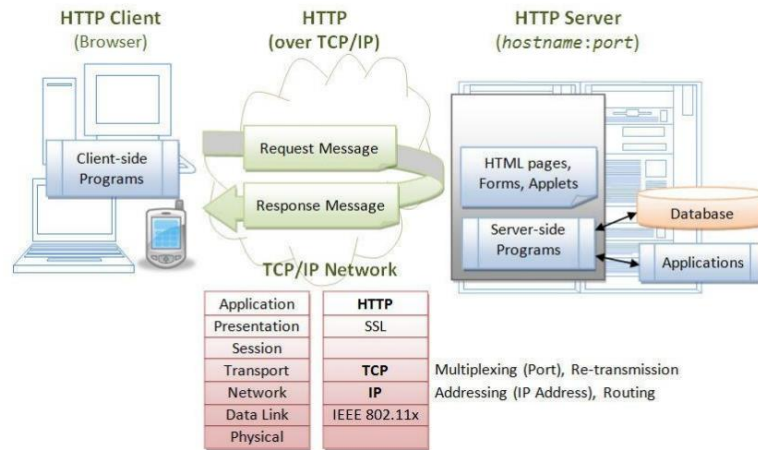 HTTP Client
(Browser)
HTTP
(over TCP/IP)
HTTP Server
(hostname:port)
Client-side
Programs
Request Message
Response Message
HTML pages,
Forms, Applets
Server-side
Programs
Database
Applications
TCP/IP Network
Application HTTP
Presentation SSL
Session
Transport TCP Multiplexing (Port), Re-transmission
Network IP Addressing (IP Address), Routing
Data Link IEEE 802.11x
Physical